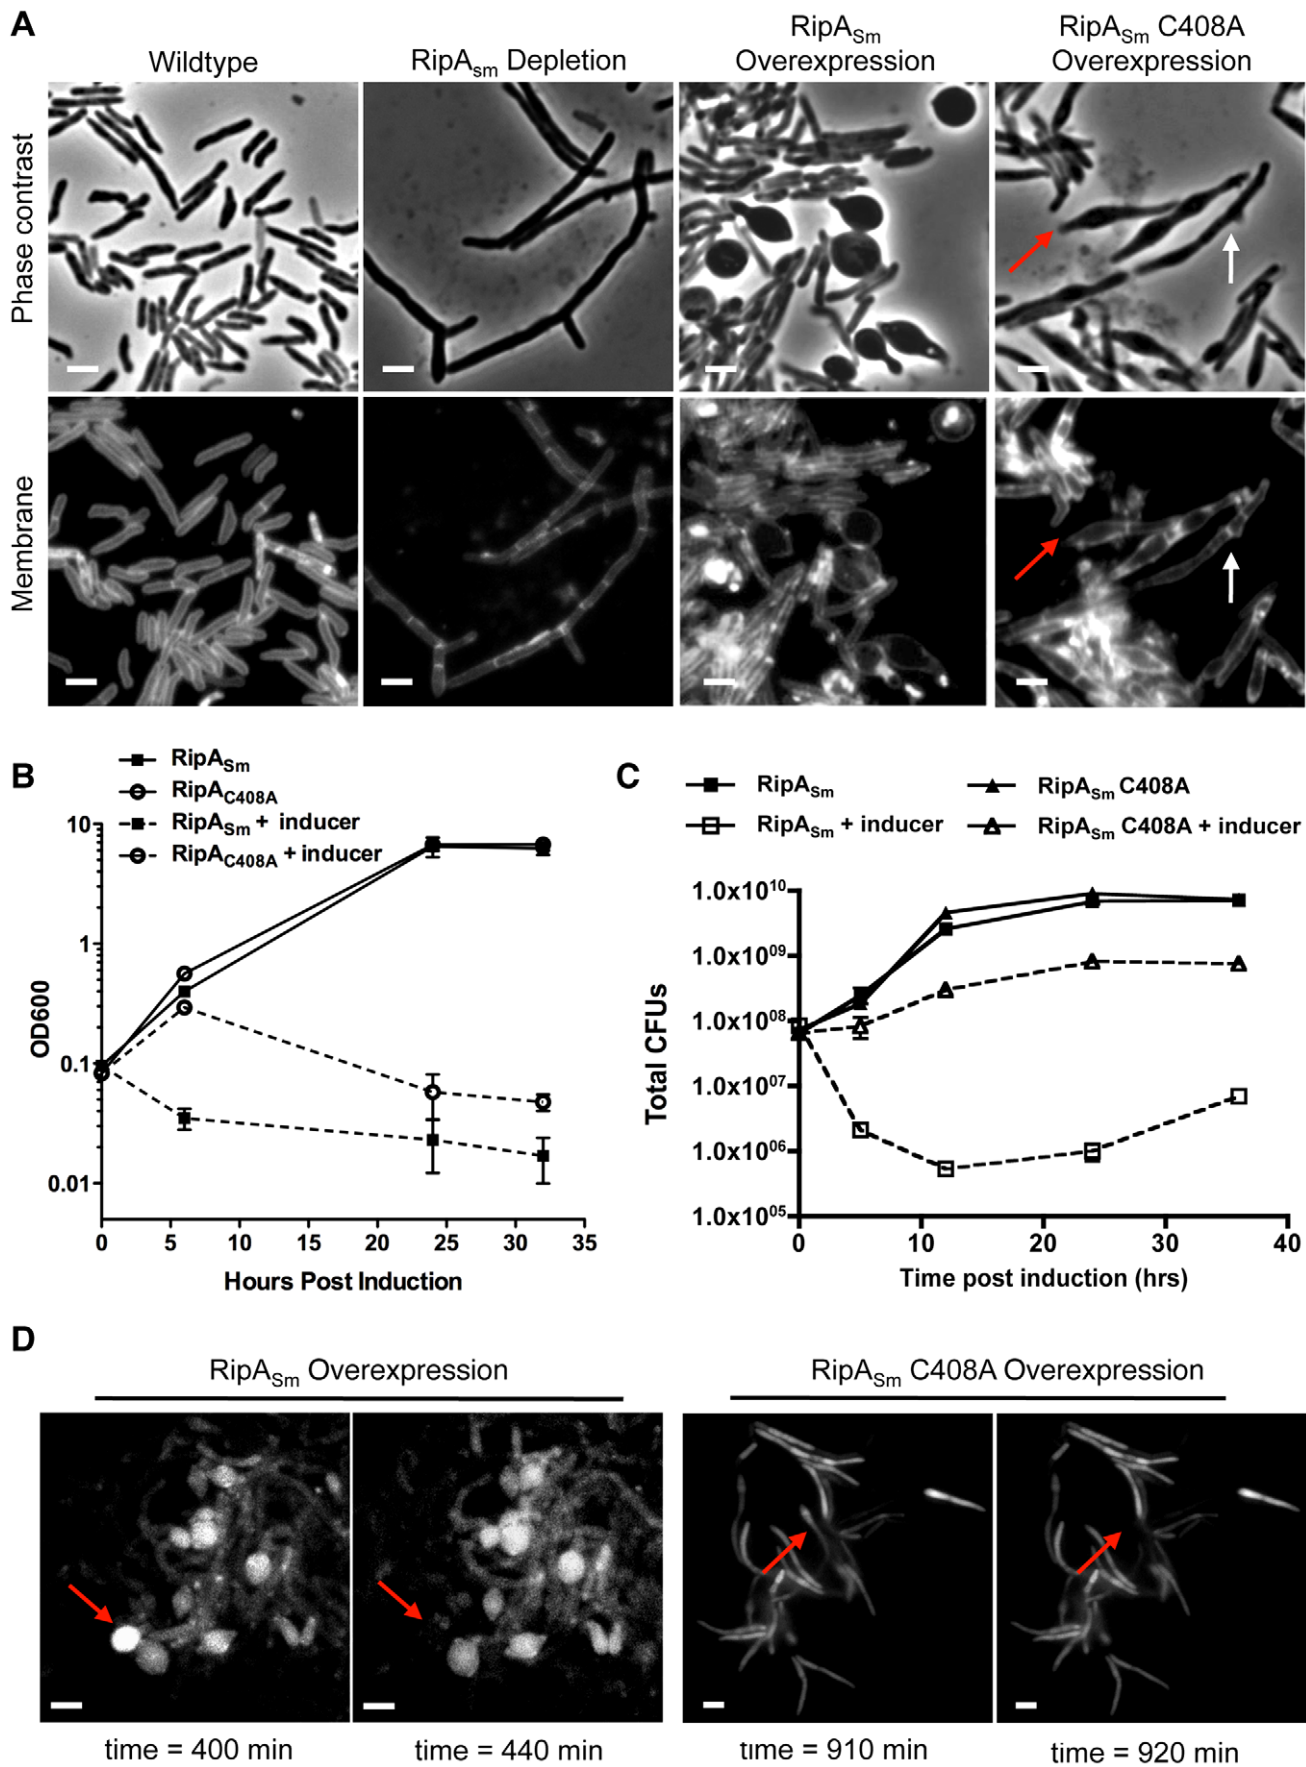 A
Wildtype
RipAsm Depletion
RipASm
Overexpression
RipASm C408A
Overexpression
Phase contrast
Membrane
B
RipASm
RipAC408A
RipASm + inducer
RipAC408A + inducer
10
1
0.1
0.01
OD600
0 5 10 15 20 25 30 35
Hours Post Induction
C
RipASm
RipASm C408A
RipASm + inducer
RipASm C408A + inducer
1.0x10^10
1.0x10^09
1.0x10^08
1.0x10^07
1.0x10^06
1.0x10^05
Total CFUs
0 10 20 30 40
Time post induction (hrs)
D
RipASm Overexpression
RipASm C408A Overexpression
time = 400 min
time = 440 min
time = 910 min
time = 920 min